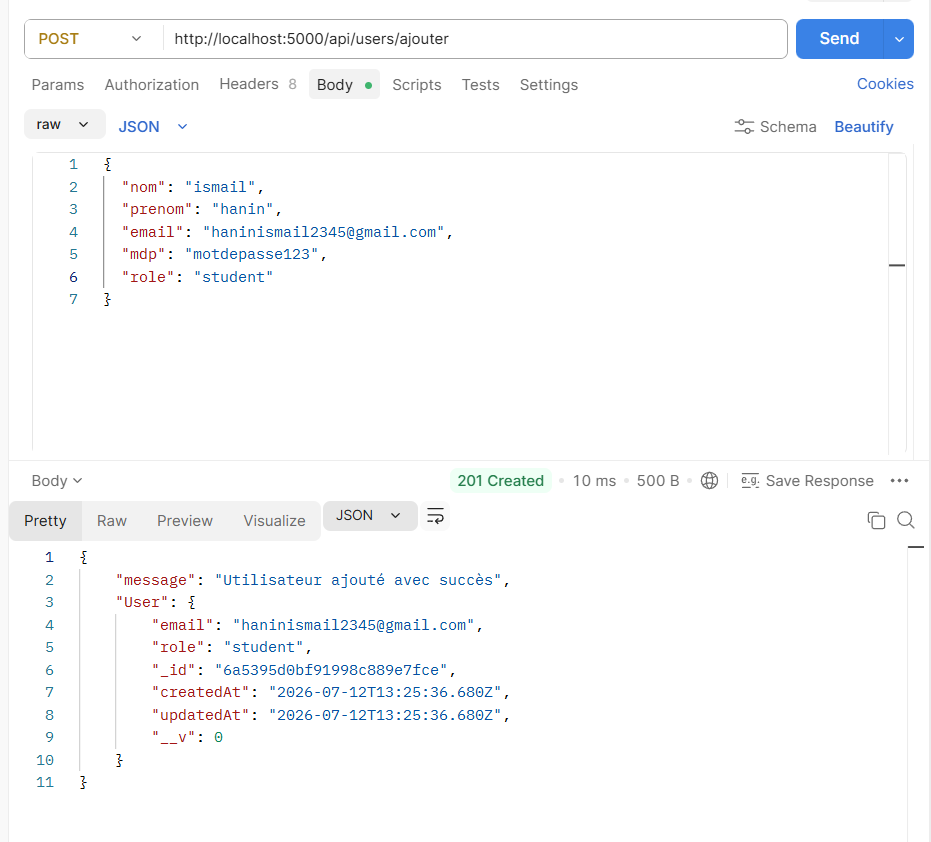 POST http://localhost:5000/api/users/ajouter Send
Params Authorization Headers 8 Body Scripts Tests Settings Cookies
raw JSON Schema Beautify
1 {
2 "nom": "ismail",
3 "prenom": "hanin",
4 "email": "haninismail2345@gmail.com",
5 "mdp": "motdepasse123",
6 "role": "student"
7 }
Body 201 Created 10 ms 500 B e.g. Save Response
Pretty Raw Preview Visualize JSON
1 {
2 "message": "Utilisateur ajouté avec succès",
3 "User": {
4 "email": "haninismail2345@gmail.com",
5 "role": "student",
6 "_id": "6a5395d0bf91998c889e7fce",
7 "createdAt": "2026-07-12T13:25:36.680Z",
8 "updatedAt": "2026-07-12T13:25:36.680Z",
9 "__v": 0
10 }
11 }